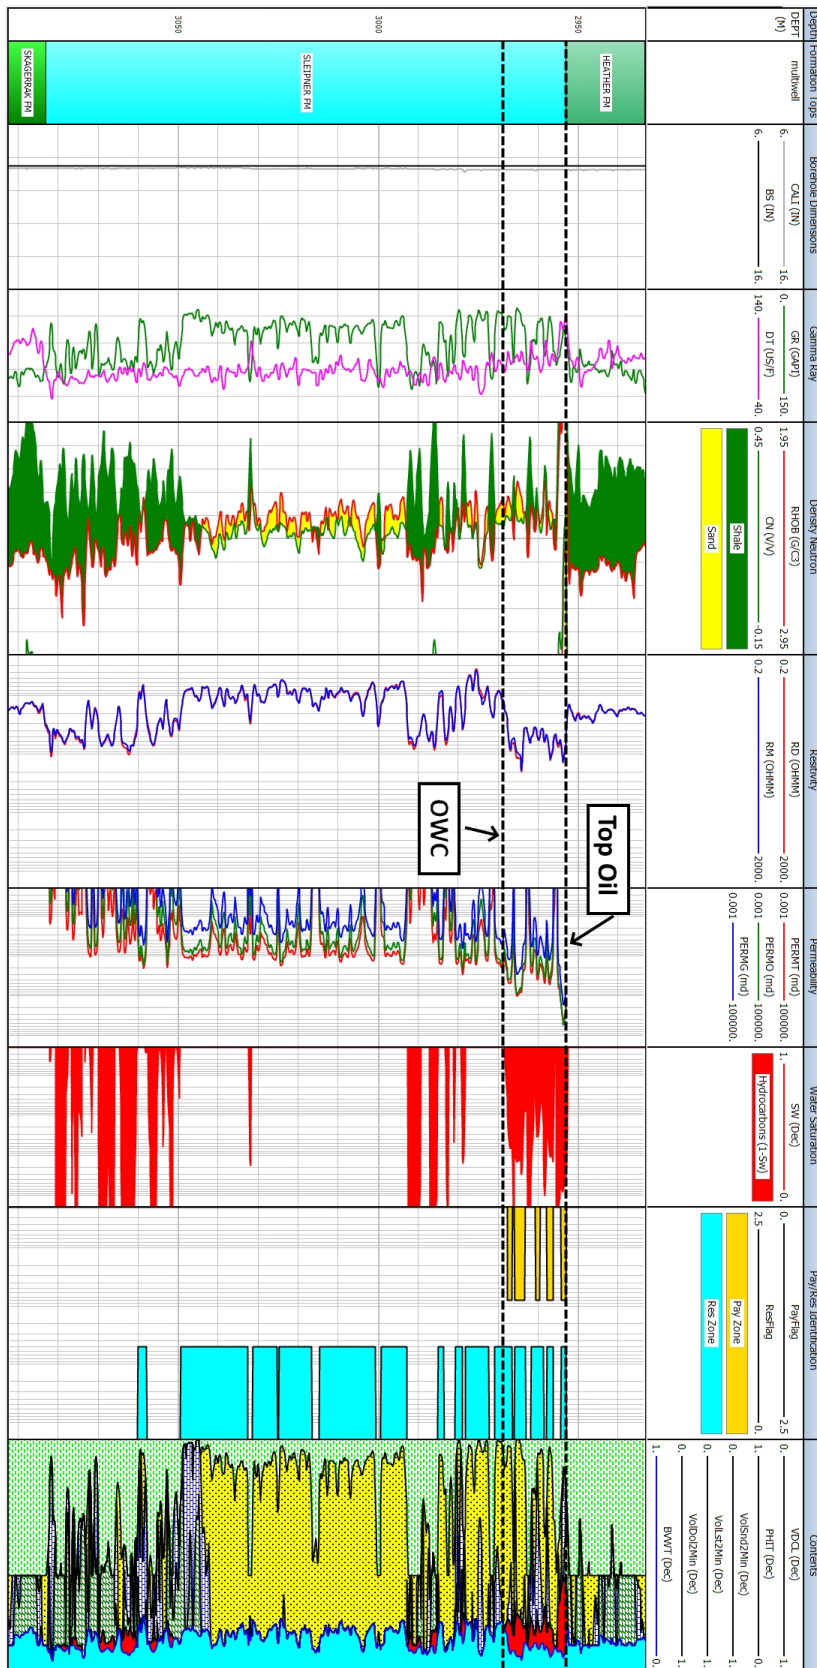 Depth
DEPT
(M)
2950
3000
3050
Formation Tops
multiwell
HEATHER FM
SLEIPNER FM
SKAGERRAK FM
Borehole Dimensions
CALI (IN)
6. 16.
BS (IN)
6. 16.
Gamma Ray
GR (GAPI)
0. 150.
DT (US/F)
140. 40.
Density Neutron
RHOB (G/C3)
1.95 2.95
CN (V/V)
0.45 -0.15
Shale
Sand
Resitivity
RD (OHMM)
0.2 2000.
RM (OHMM)
0.2 2000.
OWC
Top Oil
Permeability
PERMT (md)
0.001 100000.
PERMO (md)
0.001 100000.
PERMG (md)
0.001 100000.
Water Saturation
SW (Dec)
1. 0.
Hydrocarbons (1-Sw)
Pay/Res Identification
PayFlag
0. 2.5
ResFlag
2.5 0.
Pay Zone
Res Zone
Contents
VDCL (Dec)
0. 1.
PHIT (Dec)
1. 0.
VolSnd2Min (Dec)
0. 1.
VolLst2Min (Dec)
0. 1.
VolDol2Min (Dec)
0. 1.
BVWT (Dec)
1. 0.